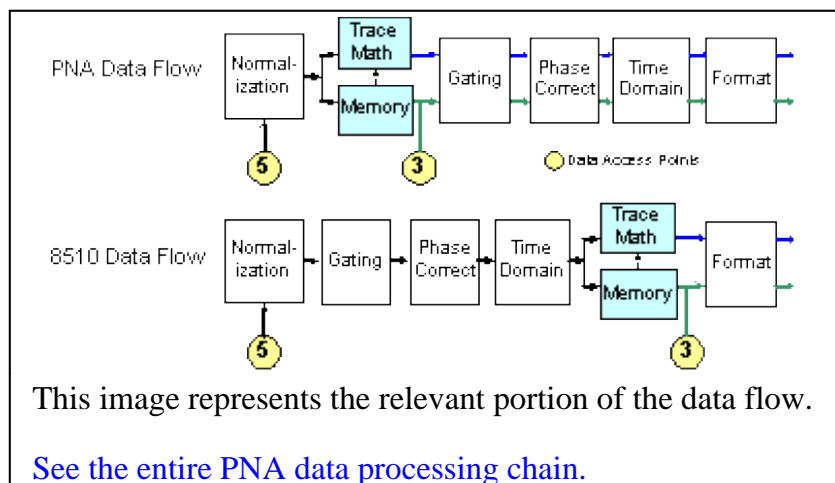 PNA Data Flow
Normal-
ization
Trace
Math
Memory
Gating
Phase
Correct
Time
Domain
Format
5
3
Data Access Points
8510 Data Flow
Normal-
ization
Gating
Phase
Correct
Time
Domain
Trace
Math
Memory
Format
5
3
This image represents the relevant portion of the data flow.
See the entire PNA data processing chain.